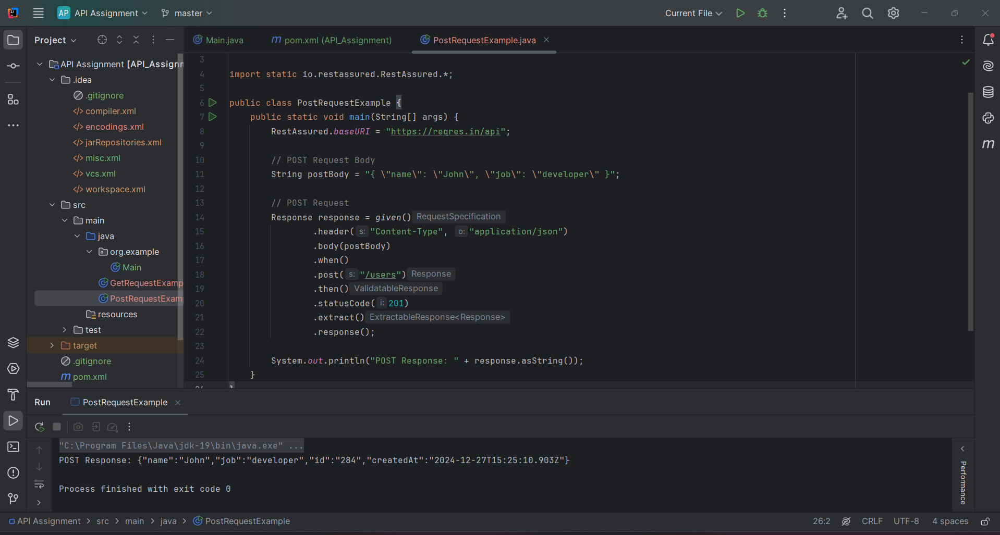 AP API Assignment master Current File
Project
Main.java
m pom.xml (API_Assignment)
PostRequestExample.java
API Assignment [API_Assignn
.idea
.gitignore
compiler.xml
encodings.xml
jarRepositories.xml
misc.xml
vcs.xml
workspace.xml
src
main
java
org.example
Main
GetRequestExamp
PostRequestExam
resources
test
target
.gitignore
m pom.xml
3
4 import static io.restassured.RestAssured.*;
5
6 public class PostRequestExample {
7 public static void main(String[] args) {
8 RestAssured.baseURI = "https://reqres.in/api";
9
10 // POST Request Body
11 String postBody = "{ \"name\": \"John\", \"job\": \"developer\" }";
12
13 // POST Request
14 Response response = given() RequestSpecification
15 .header( s: "Content-Type", o: "application/json")
16 .body(postBody)
17 .when()
18 .post( s: "/users") Response
19 .then() ValidatableResponse
20 .statusCode( i: 201)
21 .extract() ExtractableResponse<Response>
22 .response();
23
24 System.out.println("POST Response: " + response.asString());
25 }
m
Run PostRequestExample
"C:\Program Files\Java\jdk-19\bin\java.exe" ...
POST Response: {"name":"John","job":"developer","id":"284","createdAt":"2024-12-27T15:25:10.903Z"}
Process finished with exit code 0
Performance
API Assignment > src > main > java > PostRequestExample
26:2 CRLF UTF-8 4 spaces